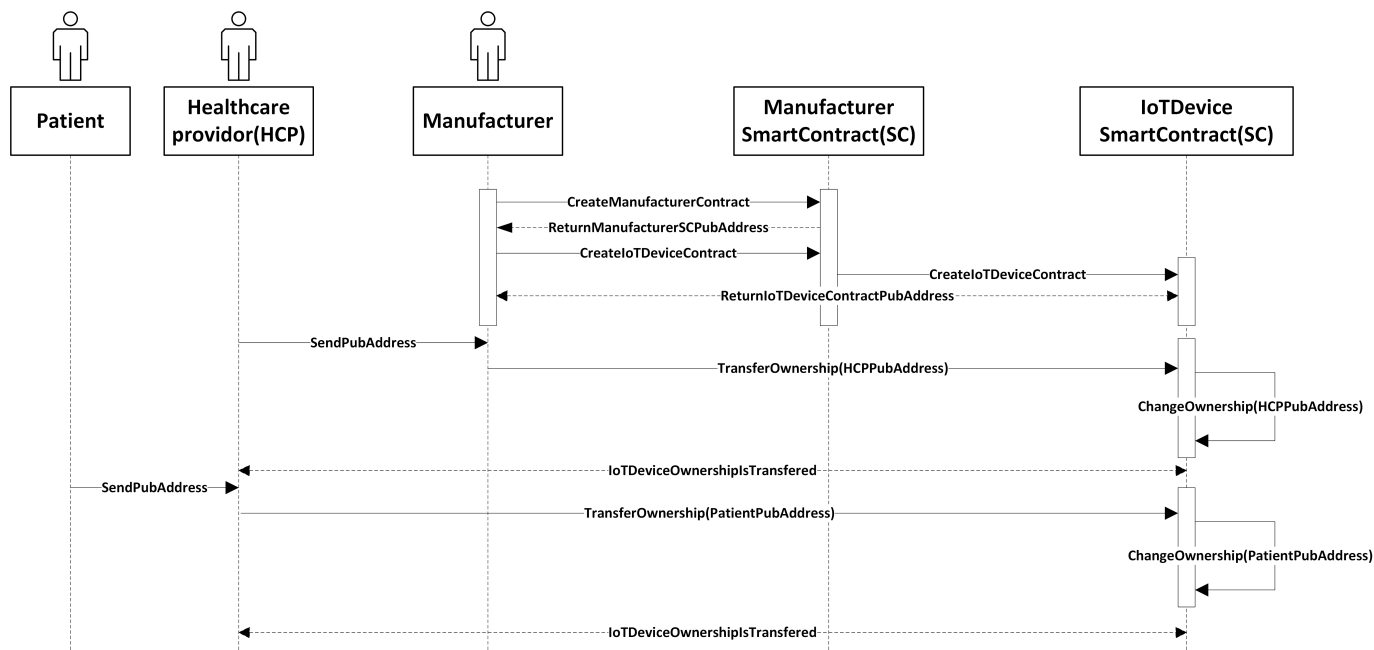 Patient
Healthcare
providor(HCP)
Manufacturer
Manufacturer
SmartContract(SC)
IoTDevice
SmartContract(SC)
CreateManufacturerContract
ReturnManufacturerSCPubAddress
CreateIoTDeviceContract
CreateIoTDeviceContract
ReturnIoTDeviceContractPubAddress
SendPubAddress
TransferOwnership(HCPPubAddress)
ChangeOwnership(HCPPubAddress)
IoTDeviceOwnershipIsTransfered
SendPubAddress
TransferOwnership(PatientPubAddress)
ChangeOwnership(PatientPubAddress)
IoTDeviceOwnershipIsTransfered